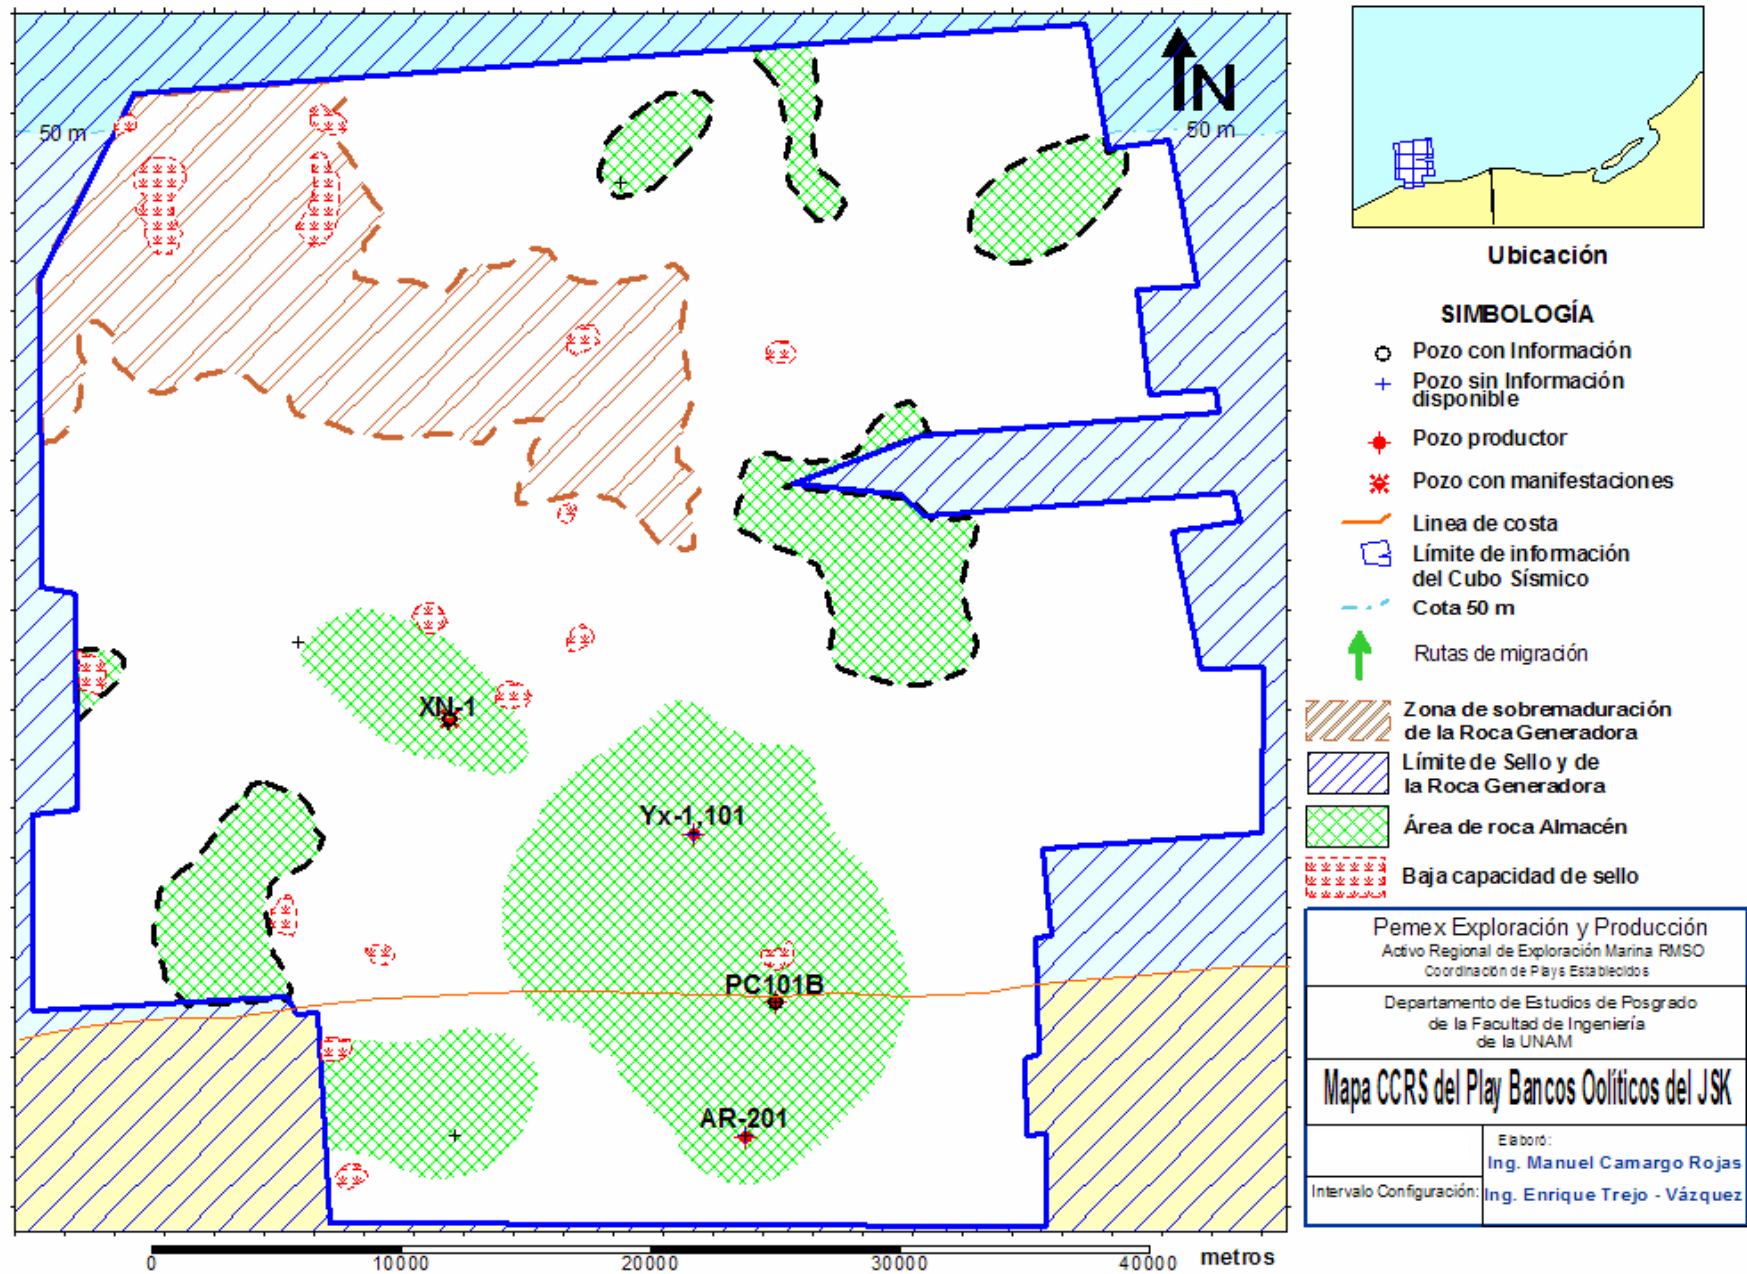 N
50 m
50 m
XN-1
Yx-1,101
PC101B
AR-201
0
10000
20000
30000
40000
metros
Ubicación
SIMBOLOGÍA
Pozo con Información
Pozo sin Información
disponible
Pozo productor
Pozo con manifestaciones
Linea de costa
Límite de información
del Cubo Sísmico
Cota 50 m
Rutas de migración
Zona de sobremaduración
de la Roca Generadora
Límite de Sello y de
la Roca Generadora
Área de roca Almacén
Baja capacidad de sello
Pemex Exploración y Producción
Activo Regional de Exploración Marina RMSO
Coordinación de Plays Establecidos
Departamento de Estudios de Posgrado
de la Facultad de Ingeniería
de la UNAM
Mapa CCRS del Play Bancos Oolíticos del JSK
Elaboró:
Ing. Manuel Camargo Rojas
Intervalo Configuración:
Ing. Enrique Trejo - Vázquez